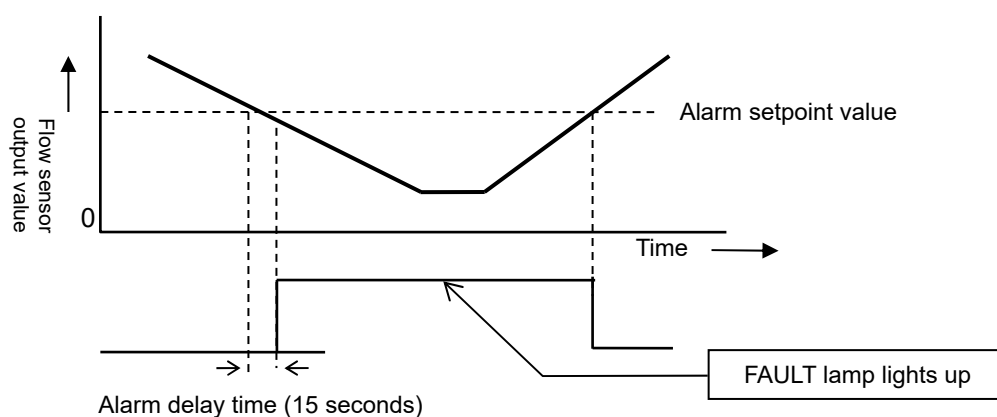 Alarm setpoint value
Flow sensor
output value
0
Time
FAULT lamp lights up
Alarm delay time (15 seconds)